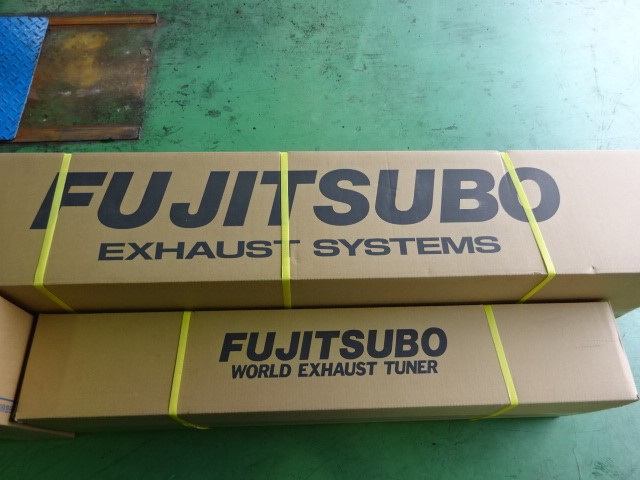 FUJITSUBO
EXHAUST SYSTEMS
FUJITSUBO
WORLD EXHAUST TUNER